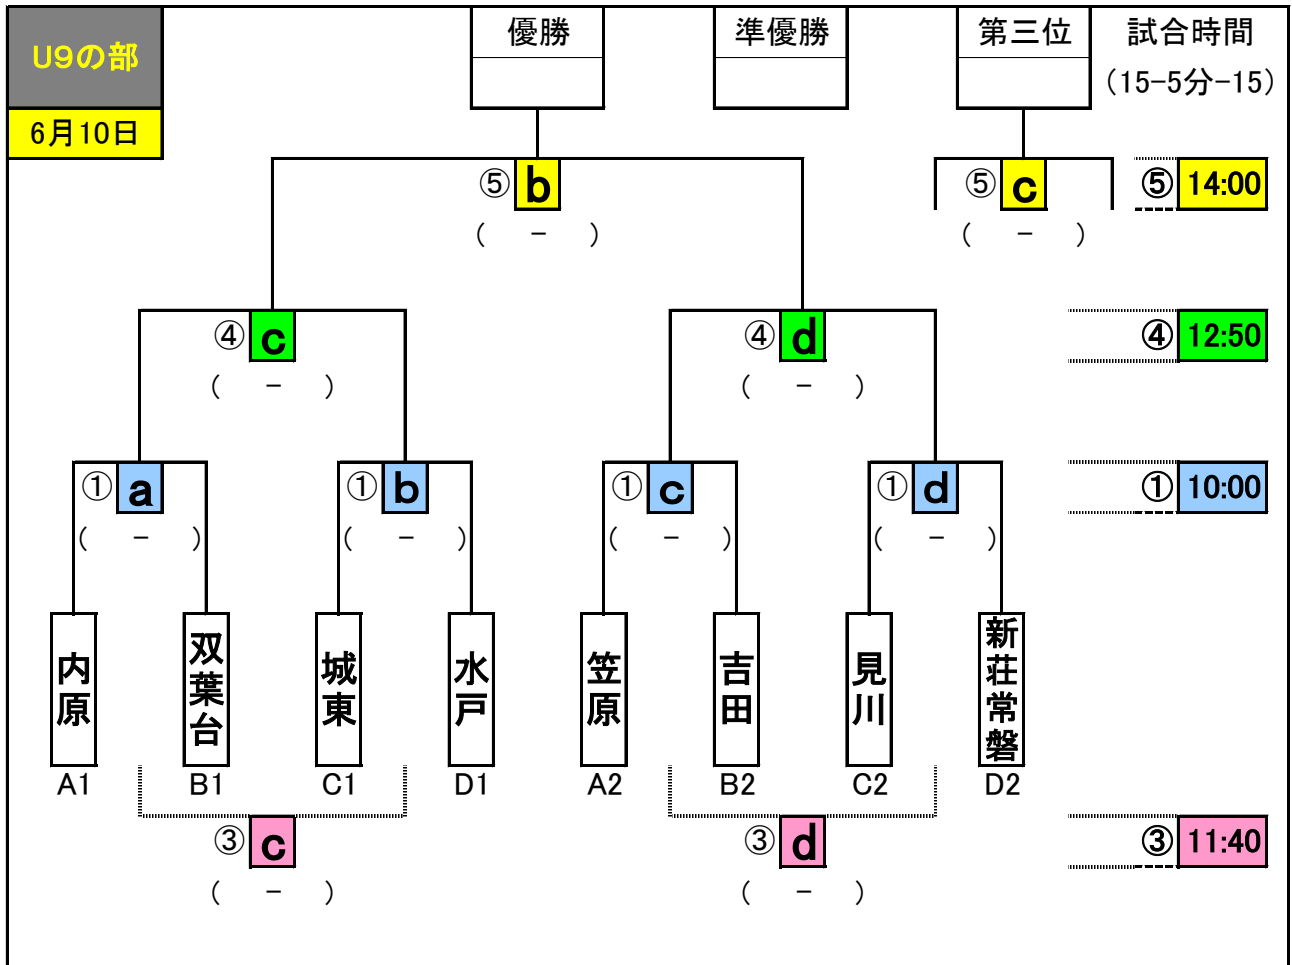 U9の部
6月10日
優勝
準優勝
第三位
試合時間
(15-5分-15)
⑤ b
( - )
⑤ c
( - )
⑤ 14:00
④ c
( - )
④ d
( - )
④ 12:50
① a
( - )
① b
( - )
① c
( - )
① d
( - )
① 10:00
内原
双葉台
城東
水戸
笠原
吉田
見川
新荘常磐
A1
B1
C1
D1
A2
B2
C2
D2
③ c
( - )
③ d
( - )
③ 11:40